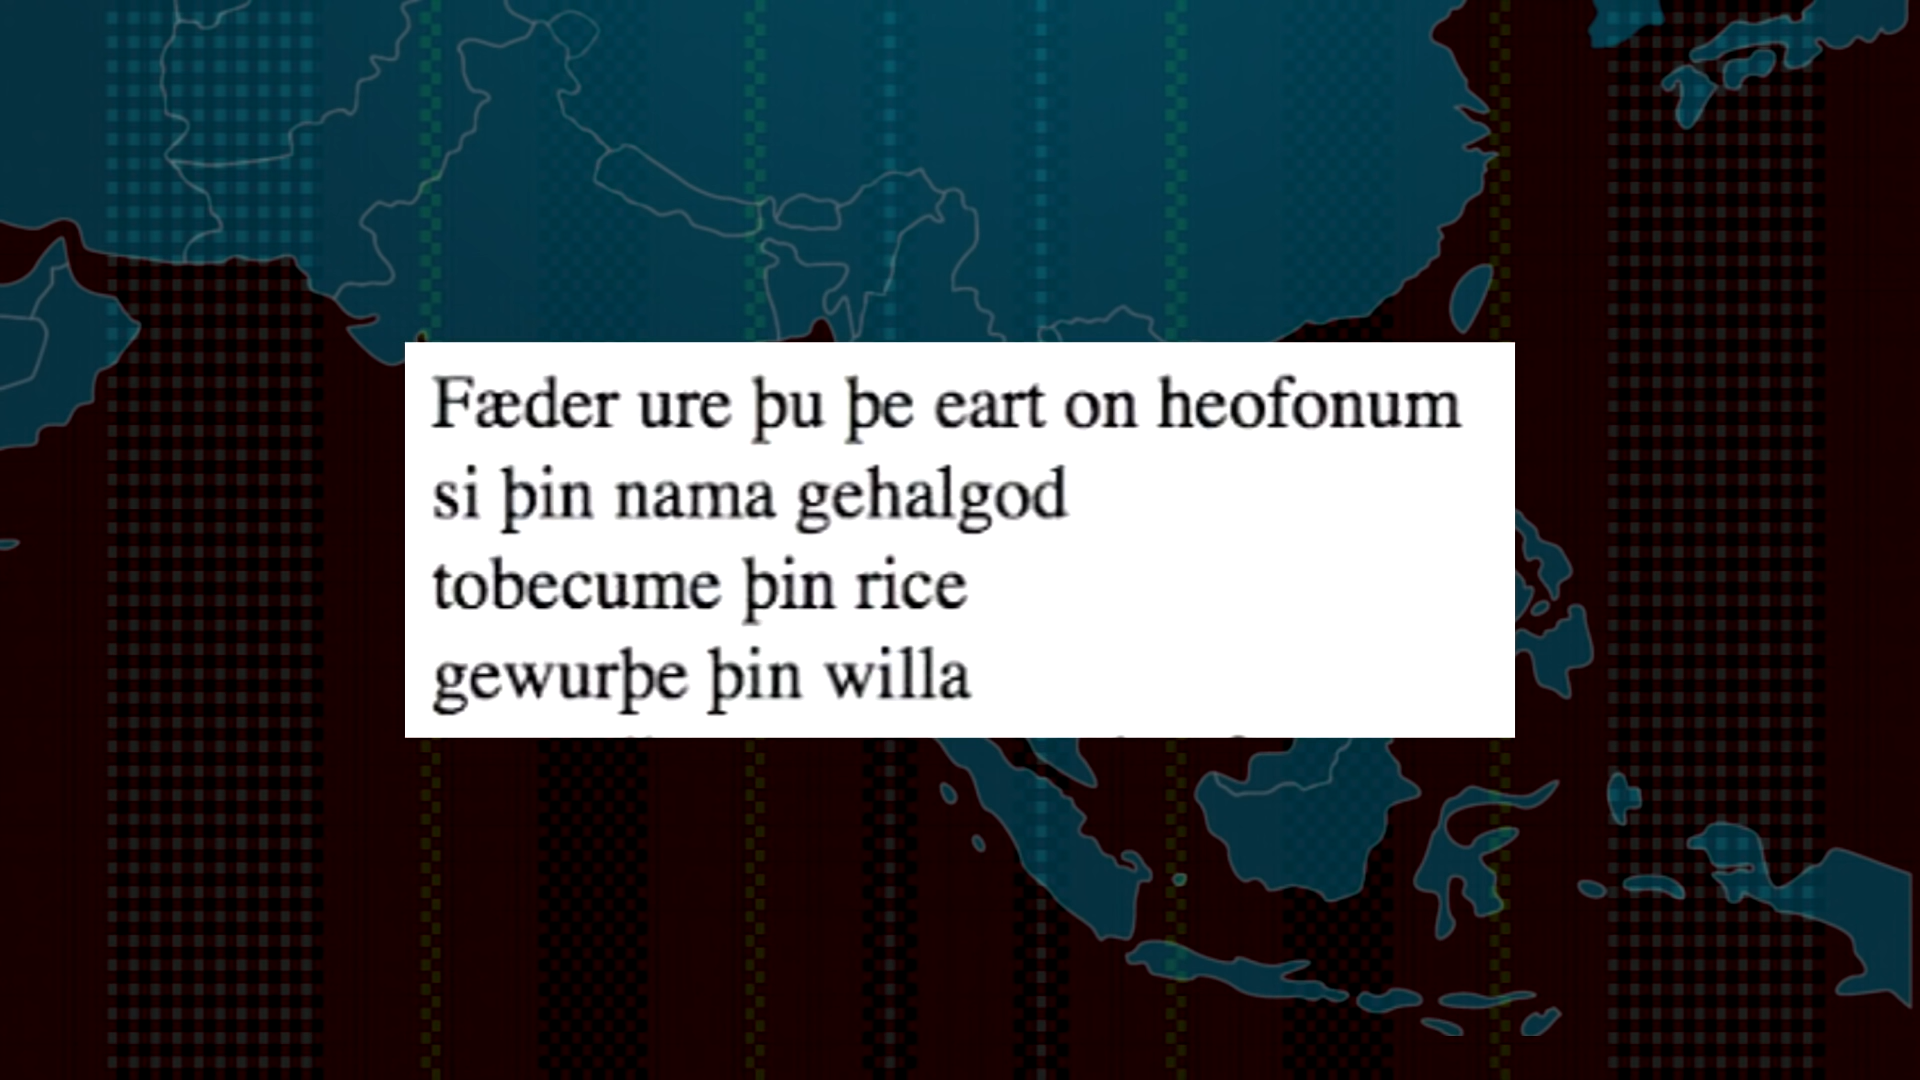 Fæder ure þu þe eart on heofonum
si þin nama gehalgod
tobecume þin rice
gewurþe þin willa